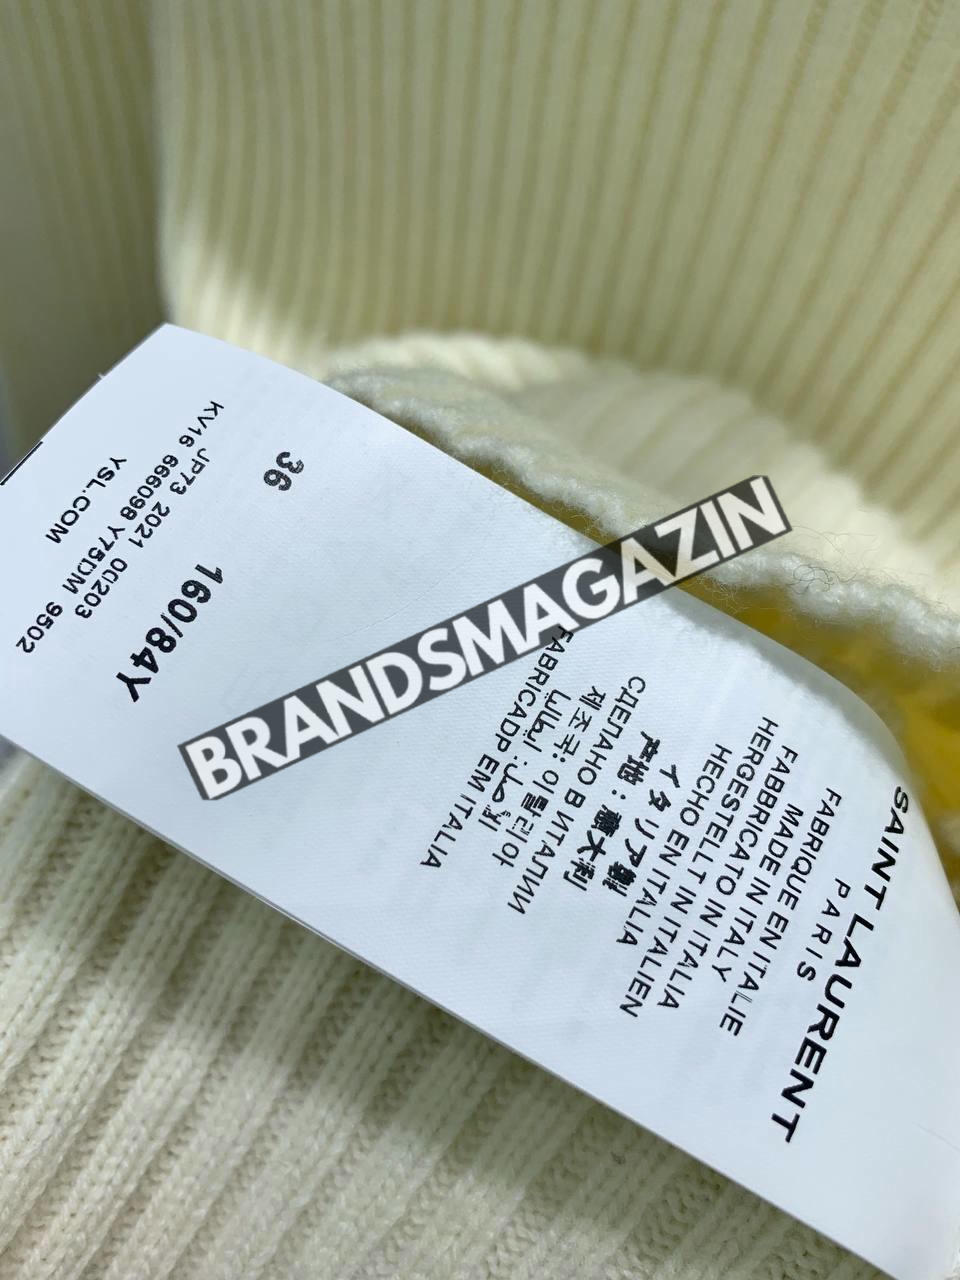 SAINT LAURENT
PARIS
FABRIQUE EN ITALIE
MADE IN ITALY
FABBRICATO IN ITALIA
HERGESTELLT IN ITALIEN
HECHO EN ITALIA
イタリア製
产地：意大利
СДЕЛАНО В ИТАЛИИ
제조국: 이탈리아
FABRICADP EM ITALIA
36
160/84Y
JP73 2021 00203
KV16 666098 Y75DM 9502
YSL.COM
BRANDSMAGAZIN